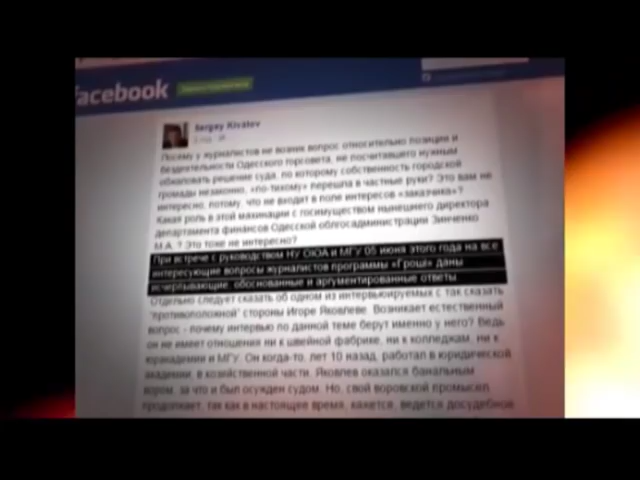 facebook
Sergey Kivalov
Почему у журналистов не возник вопрос относительно позиции и
бездеятельности Одесского горсовета, не посчитавшего нужным
обжаловать решение суда, по которому собственность городской
громады незаконно, «по-тихому» перешла в частные руки? Это вам не
интересно, потому, что не входит в поле интересов «заказчика»?
Какая роль в этой махинации с госимуществом нынешнего директора
департамента финансов Одесской облгосадминистрации Зинченко
М.А.? Это тоже не интересно?
При встрече с руководством НУ ОЮА и МГУ 05 июня этого года на все
интересующие вопросы журналистов программы «Гроші» даны
исчерпывающие, обоснованные и аргументированные ответы.
Отдельно следует сказать об одном из интервьюируемых с так сказать
"противоположной" стороны Игоре Яковлеве. Возникает естественный
вопрос - почему интервью по данной теме берут именно у него? Ведь
он не имеет отношения ни к швейной фабрике, ни к колледжам, ни к
юракадемии и МГУ. Он когда-то, лет 10 назад, работал в юридической
академии, в хозяйственной части. Яковлев оказался банальным
вором, за что и был осужден судом. Но, свой воровской промысел
продолжает, так как в настоящее время, кажется, ведется досудебное